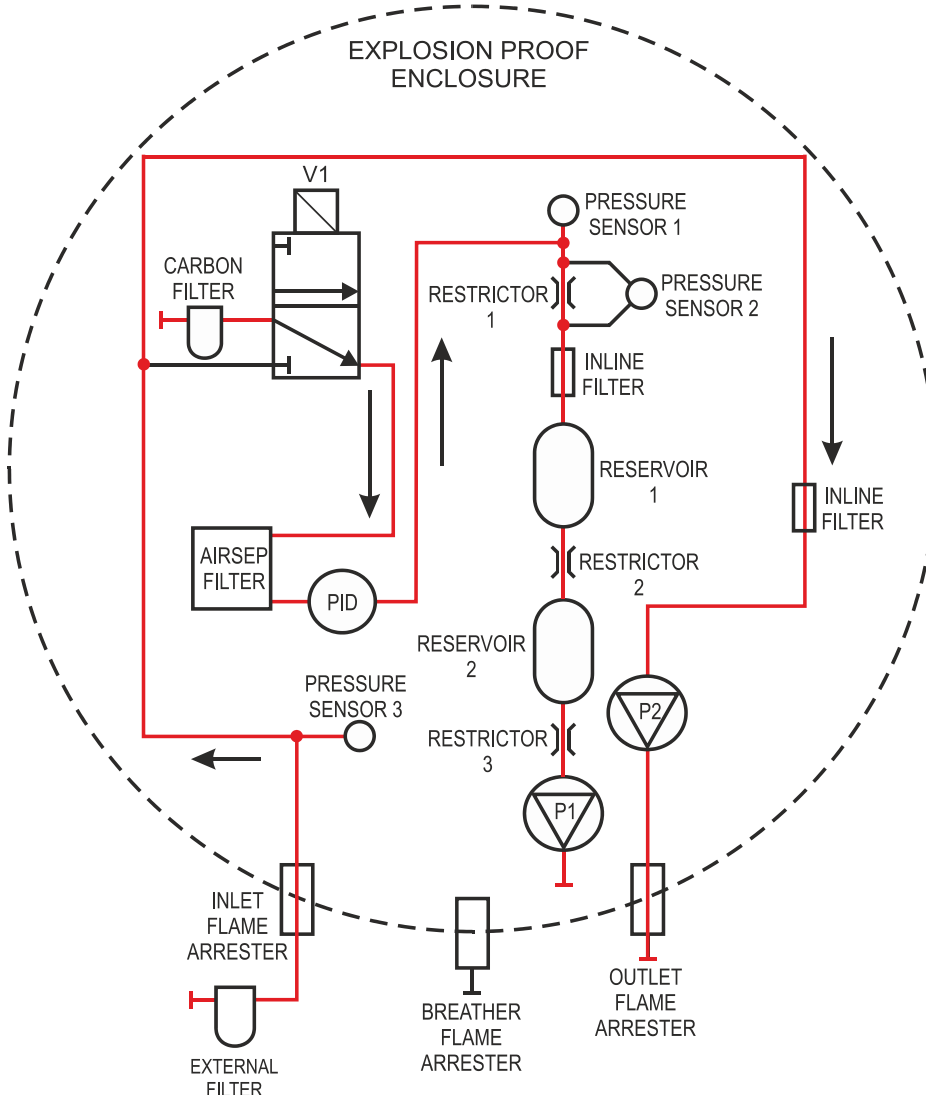 EXPLOSION PROOF
ENCLOSURE
V1
CARBON
FILTER
PRESSURE
SENSOR 1
RESTRICTOR
1
PRESSURE
SENSOR 2
INLINE
FILTER
RESERVOIR
1
INLINE
FILTER
AIRSEP
FILTER
PID
RESTRICTOR
2
RESERVOIR
2
PRESSURE
SENSOR 3
RESTRICTOR
3
P2
P1
INLET
FLAME
ARRESTER
OUTLET
FLAME
ARRESTER
BREATHER
FLAME
ARRESTER
EXTERNAL
FILTER